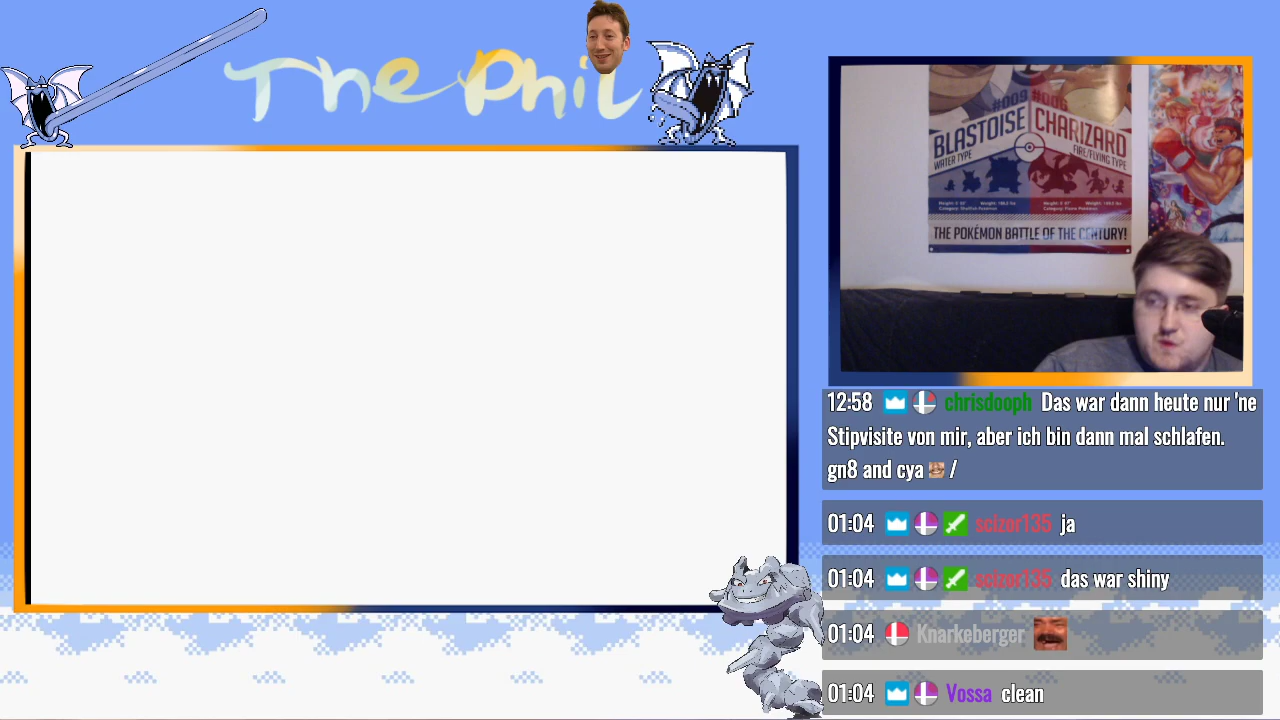 The Phil
#009 #006
BLASTOISE CHARIZARD
WATER TYPE FIRE/FLYING TYPE
THE POKÉMON BATTLE OF THE CENTURY!
12:58 chrisdooph Das war dann heute nur 'ne
Stipvisite von mir, aber ich bin dann mal schlafen.
gn8 and cya /
01:04 scizor135 ja
01:04 scizor135 das war shiny
01:04 Knarkeberger
01:04 Vossa clean